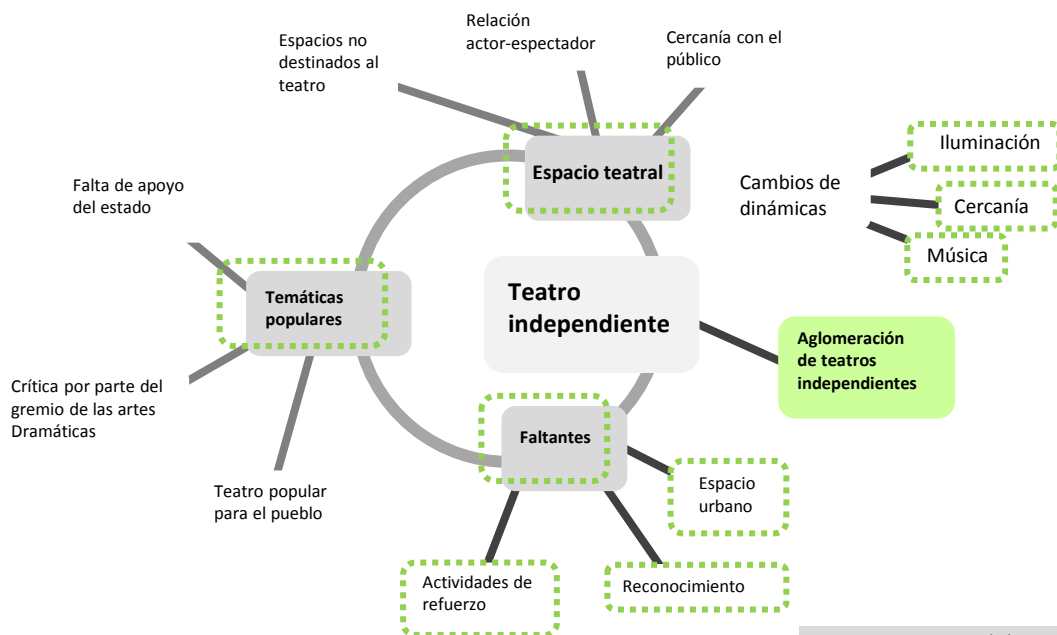 Relación
actor-espectador
Espacios no
destinados al
teatro
Cercanía con el
público
Espacio teatral
Iluminación
Cambios de
dinámicas
Cercanía
Música
Falta de apoyo
del estado
Temáticas
populares
Teatro
independiente
Aglomeración
de teatros
independientes
Crítica por parte del
gremio de las artes
Dramáticas
Faltantes
Teatro popular
para el pueblo
Espacio
urbano
Actividades de
refuerzo
Reconocimiento